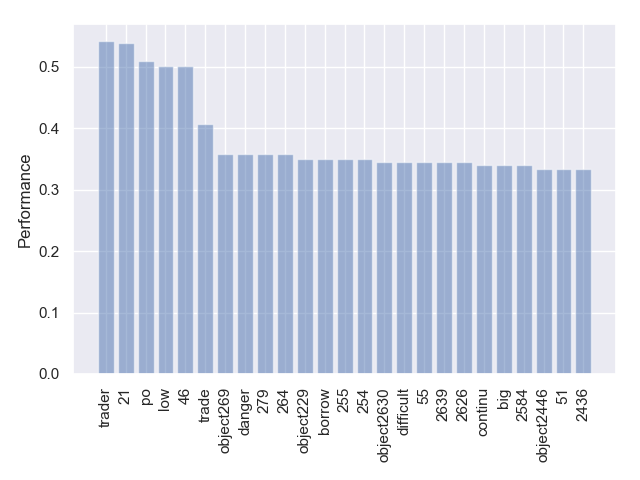 Performance
0.5
0.4
0.3
0.2
0.1
0.0
trader
21
po
low
46
trade
object269
danger
279
264
object229
borrow
255
254
object2630
difficult
55
2639
2626
continu
big
2584
object2446
51
2436